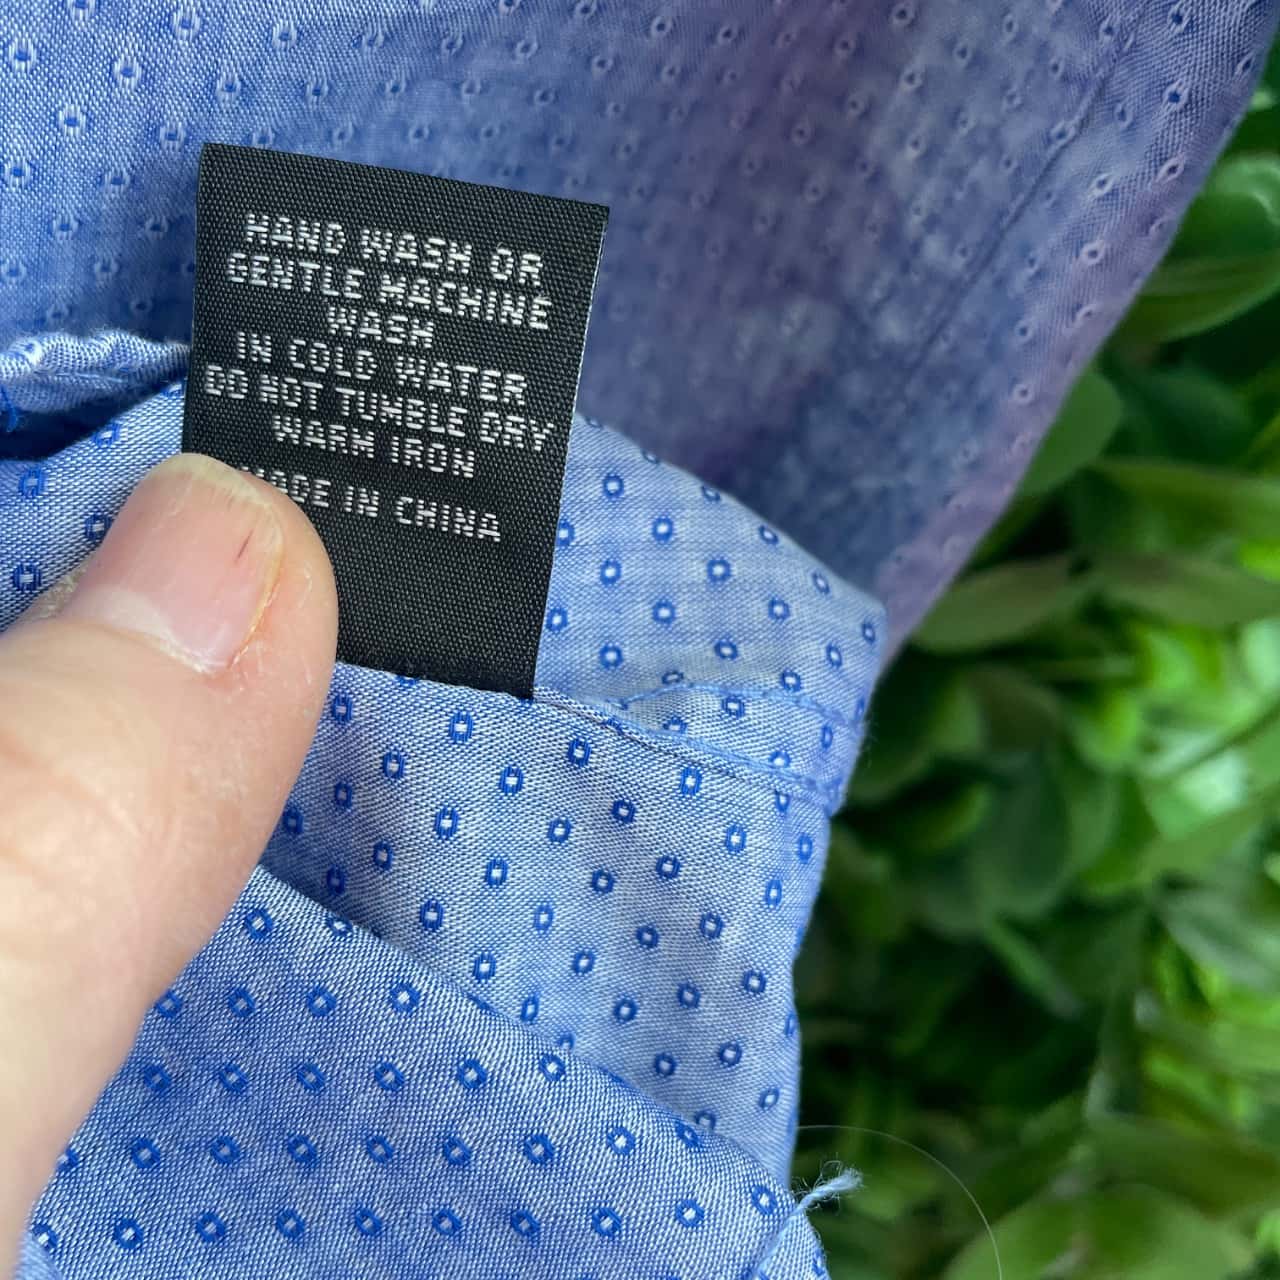 HAND WASH OR
GENTLE MACHINE
WASH
IN COLD WATER
DO NOT TUMBLE DRY
WARM IRON
MADE IN CHINA